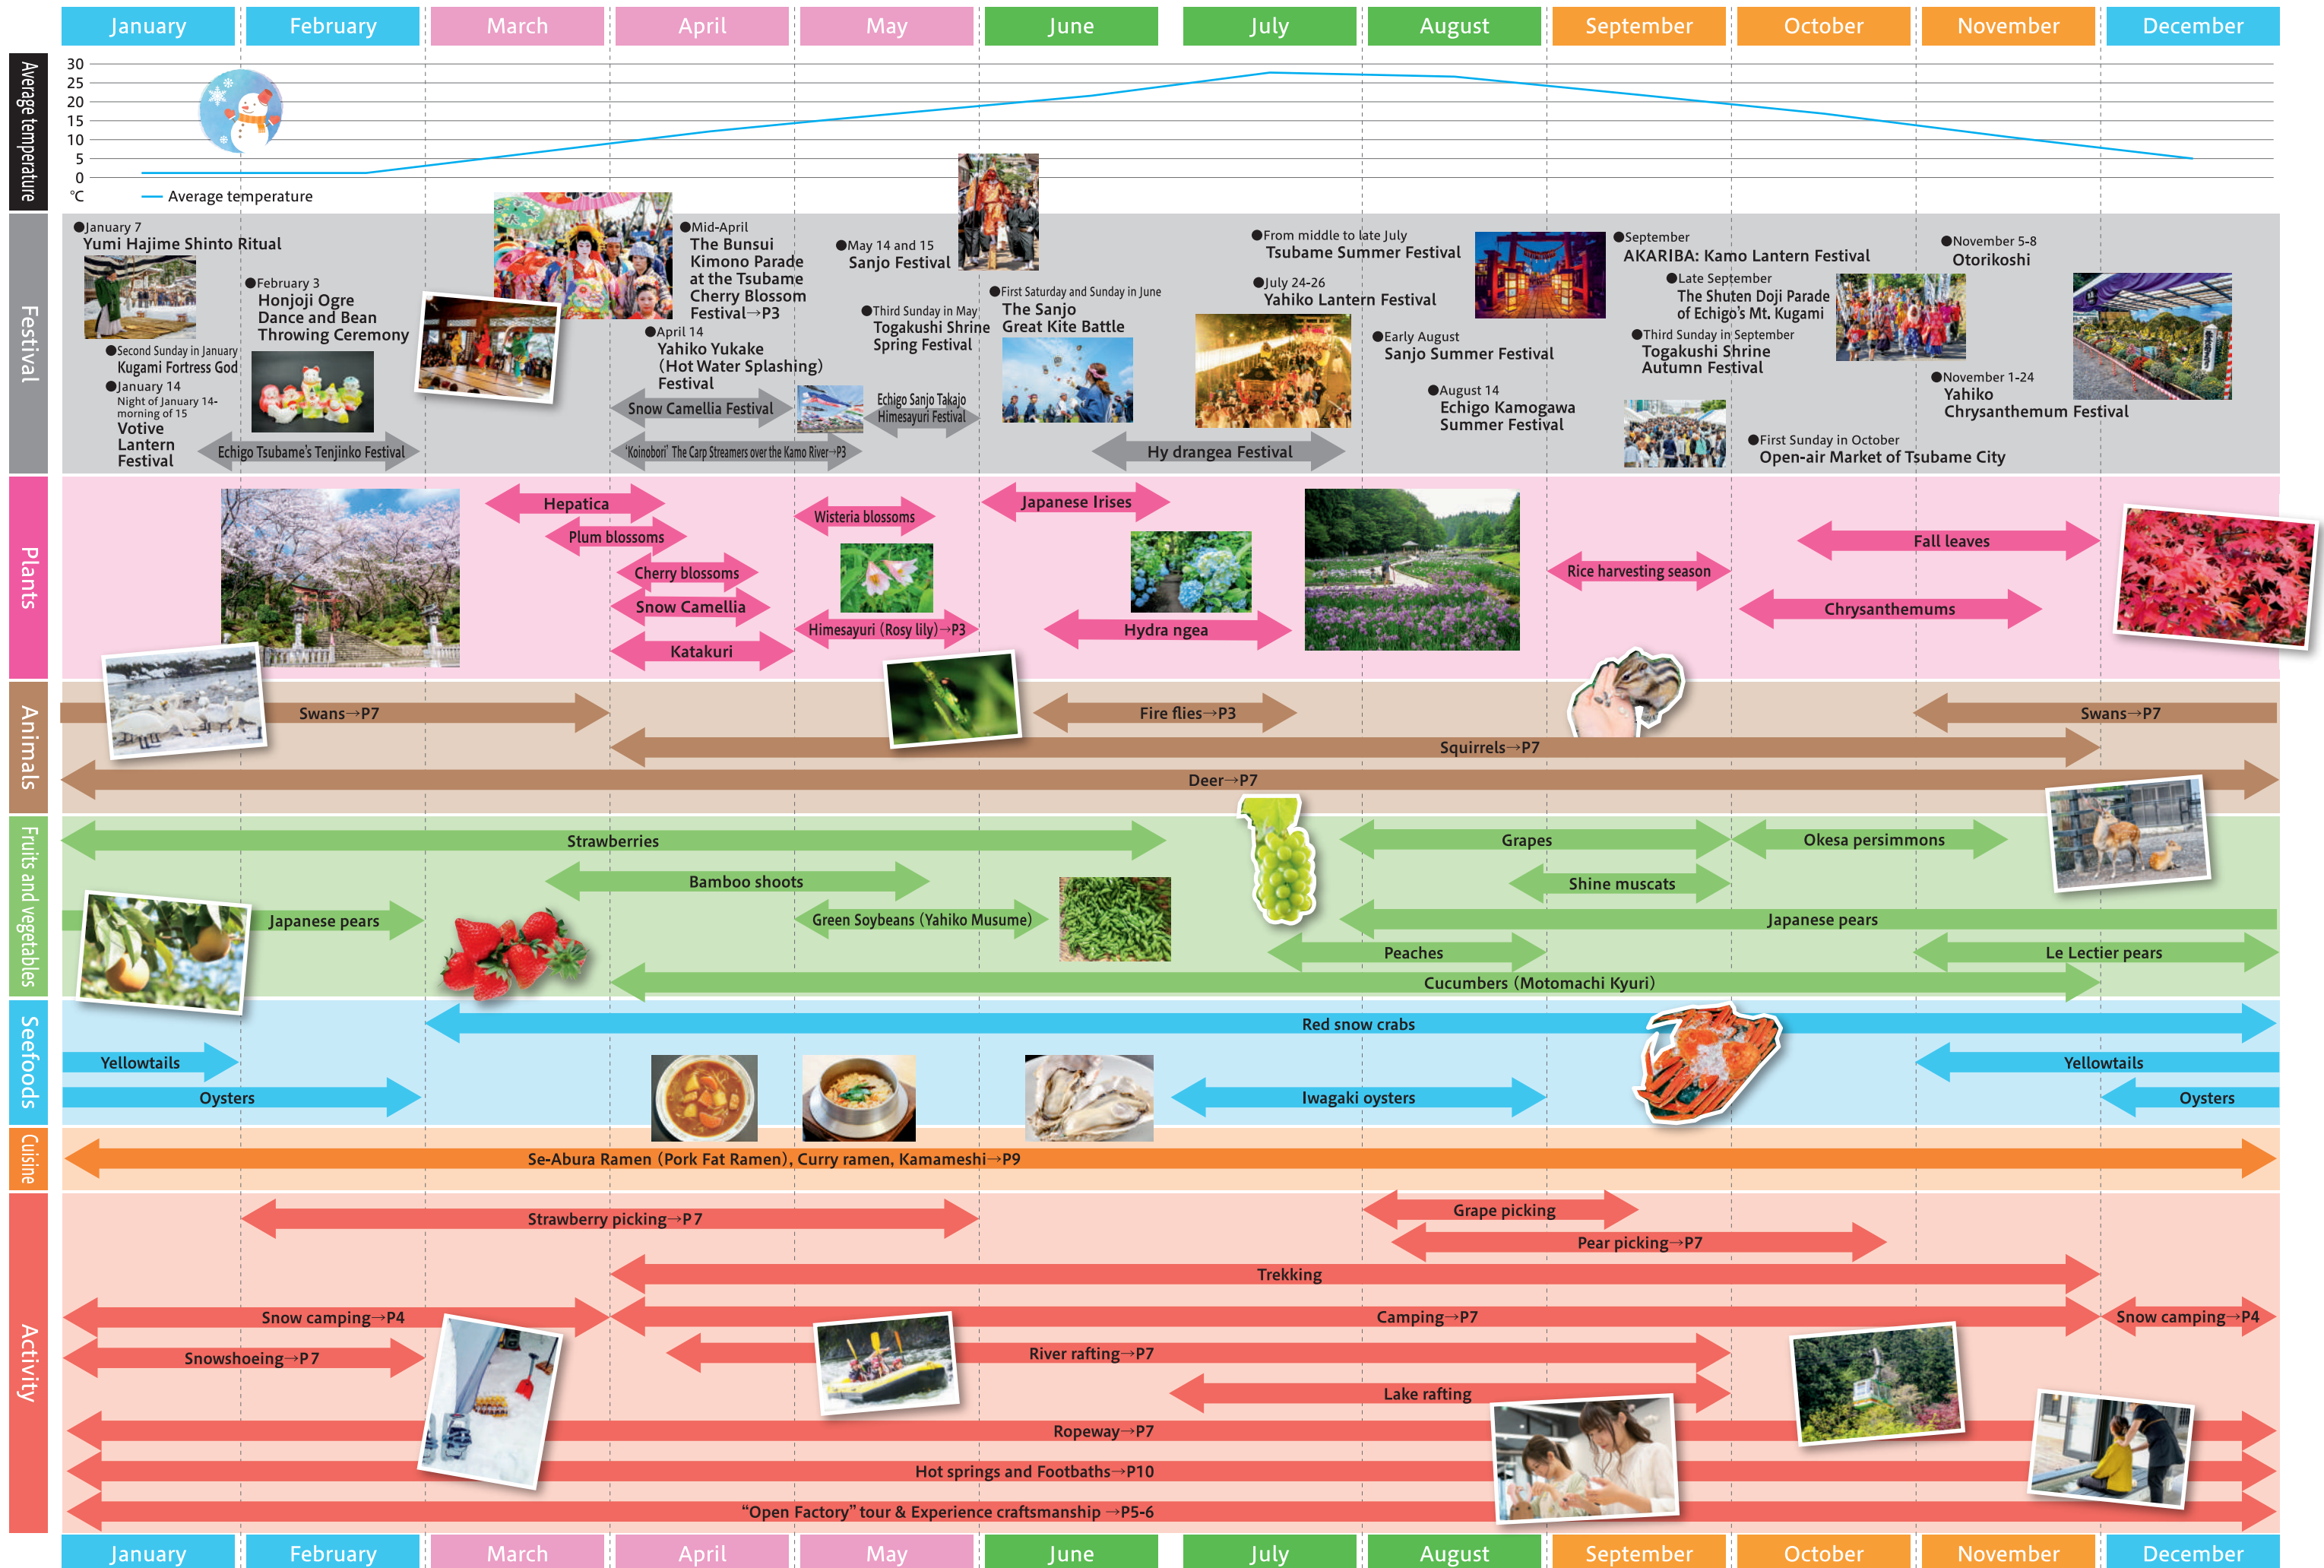 January February March April May June July August September October November December
Average temperature
30
25
20
15
10
5
0
℃
Average temperature
Festival
●January 7
Yumi Hajime Shinto Ritual
●Second Sunday in January
Kugami Fortress God
●January 14
Night of January 14-
morning of 15
Votive
Lantern
Festival
●February 3
Honjoji Ogre
Dance and Bean
Throwing Ceremony
Echigo Tsubame's Tenjinko Festival
●Mid-April
The Bunsui
Kimono Parade
at the Tsubame
Cherry Blossom
Festival→P3
●April 14
Yahiko Yukake
(Hot Water Splashing)
Festival
Snow Camellia Festival
'Koinobori' The Carp Streamers over the Kamo River→P3
●May 14 and 15
Sanjo Festival
●Third Sunday in May
Togakushi Shrine
Spring Festival
Echigo Sanjo Takajo
Himesayuri Festival
●First Saturday and Sunday in June
The Sanjo
Great Kite Battle
Hy drangea Festival
●From middle to late July
Tsubame Summer Festival
●July 24-26
Yahiko Lantern Festival
●Early August
Sanjo Summer Festival
●August 14
Echigo Kamogawa
Summer Festival
●September
AKARIBA: Kamo Lantern Festival
●Late September
The Shuten Doji Parade
of Echigo's Mt. Kugami
●Third Sunday in September
Togakushi Shrine
Autumn Festival
●First Sunday in October
Open-air Market of Tsubame City
●November 5-8
Otorikoshi
●November 1-24
Yahiko
Chrysanthemum Festival
Plants
Hepatica
Plum blossoms
Cherry blossoms
Snow Camellia
Katakuri
Wisteria blossoms
Himesayuri (Rosy lily)→P3
Japanese Irises
Hydra ngea
Rice harvesting season
Fall leaves
Chrysanthemums
Animals
Swans→P7
Fire flies→P3
Swans→P7
Squirrels→P7
Deer→P7
Fruits and vegetables
Strawberries
Grapes
Okesa persimmons
Bamboo shoots
Shine muscats
Japanese pears
Green Soybeans (Yahiko Musume)
Japanese pears
Peaches
Le Lectier pears
Cucumbers (Motomachi Kyuri)
Seefoods
Red snow crabs
Yellowtails
Yellowtails
Oysters
Iwagaki oysters
Oysters
Cuisine
Se-Abura Ramen (Pork Fat Ramen), Curry ramen, Kamameshi→P9
Activity
Strawberry picking→P7
Grape picking
Pear picking→P7
Trekking
Snow camping→P4
Camping→P7
Snow camping→P4
Snowshoeing→P7
River rafting→P7
Lake rafting
Ropeway→P7
Hot springs and Footbaths→P10
"Open Factory" tour & Experience craftsmanship →P5-6
January February March April May June July August September October November December